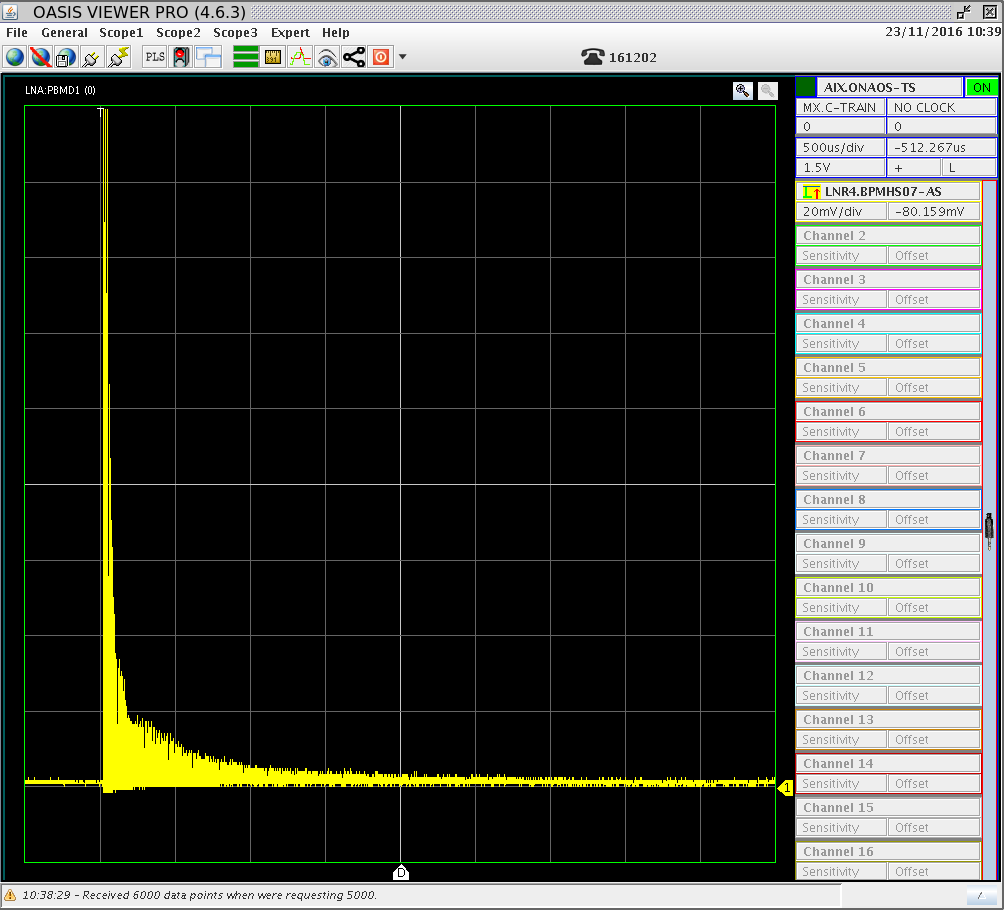 OASIS VIEWER PRO (4.6.3)
File General Scope1 Scope2 Scope3 Expert Help
23/11/2016 10:39
PLS
161202
LNA:PBMD1 (0)
AIX.ONAOS-TS ON
MX.C-TRAIN NO CLOCK
0 0
500us/div -512.267us
1.5V + L
LNR4.BPMHS07-AS
20mV/div -80.159mV
Channel 2
Sensitivity Offset
Channel 3
Sensitivity Offset
Channel 4
Sensitivity Offset
Channel 5
Sensitivity Offset
Channel 6
Sensitivity Offset
Channel 7
Sensitivity Offset
Channel 8
Sensitivity Offset
Channel 9
Sensitivity Offset
Channel 10
Sensitivity Offset
Channel 11
Sensitivity Offset
Channel 12
Sensitivity Offset
Channel 13
Sensitivity Offset
Channel 14
Sensitivity Offset
Channel 15
Sensitivity Offset
Channel 16
Sensitivity Offset
T
1
D
10:38:29 - Received 6000 data points when were requesting 5000.